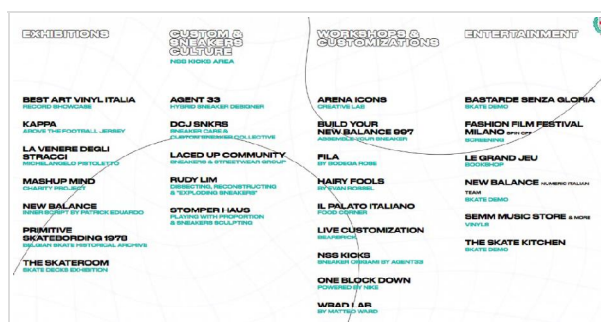 EXHIBITIONS
BEST ART VINYL ITALIA
RECORD SHOWCASE
KAPPA
ABOVE THE FOOTBALL JERSEY
LA VENERE DEGLI
STRACCI
MICHELANGELO PISTOLETTO
MASHUP MIND
CHARITY PROJECT
NEW BALANCE
INNER SCRIPT BY PATRICK EDUARDO
PRIMITIVE
SKATEBORDING 1978
SKATE HISTORICAL ARCHIVE
THE SKATEROOM
SKATE DECKS EXHIBITION
CUSTOM &
SNEAKERS
CULTURE
NSS KICKS AREA
AGENT 33
HYBRID SNEAKER DESIGNER
DCJ SNKRS
SNEAKER CARE &
CUSTOM SNEAKER COLLECTIVE
LACED UP COMMUNITY
SNEAKERS & STREETWEAR GROUP
RUDY LIM
DISSECTING, RECONSTRUCTING
& "EXPLODING SNEAKERS"
STOMPER HAUS
PLAYING WITH PROPORTION
& SNEAKERS SCULPTING
WORKSHOPS &
CUSTOMIZATIONS
ARENA ICONS
CREATIVE LAB
BUILD YOUR
NEW BALANCE 997
ASSEMBLE YOUR SNEAKER
FILA
BY BODEGA ROSE
HAIRY FOOLS
BY EVAN ROSSEL
IL PALATO ITALIANO
FOOD CORNER
LIVE CUSTOMIZATION
BEARBRICK
NSS KICKS
SNEAKER ORIGAMI BY AGENT33
ONE BLOCK DOWN
POWERED BY NIKE
WRAD LAB
BY MATTEO WARD
ENTERTAINMENT
BASTARDE SENZA GLORIA
SKATE DEMO
FASHION FILM FESTIVAL
MILANO SPIN OFF
SCREENING
LE GRAND JEU
BOOKSHOP
NEW BALANCE NUMERIC ITALIAN
TEAM
SKATE DEMO
SEMM MUSIC STORE & MORE
VINYLS
THE SKATE KITCHEN
SKATE DEMO